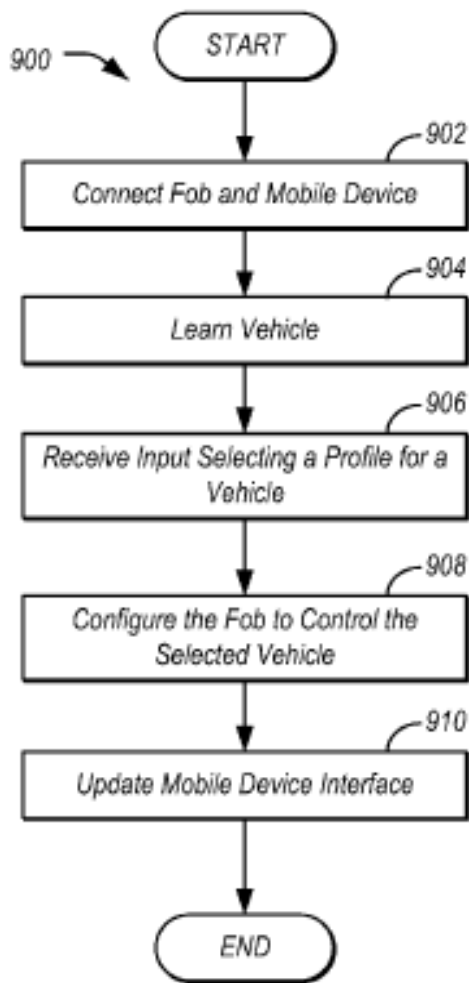 START
900
902
Connect Fob and Mobile Device
904
Learn Vehicle
906
Receive Input Selecting a Profile for a
Vehicle
908
Configure the Fob to Control the
Selected Vehicle
910
Update Mobile Device Interface
END